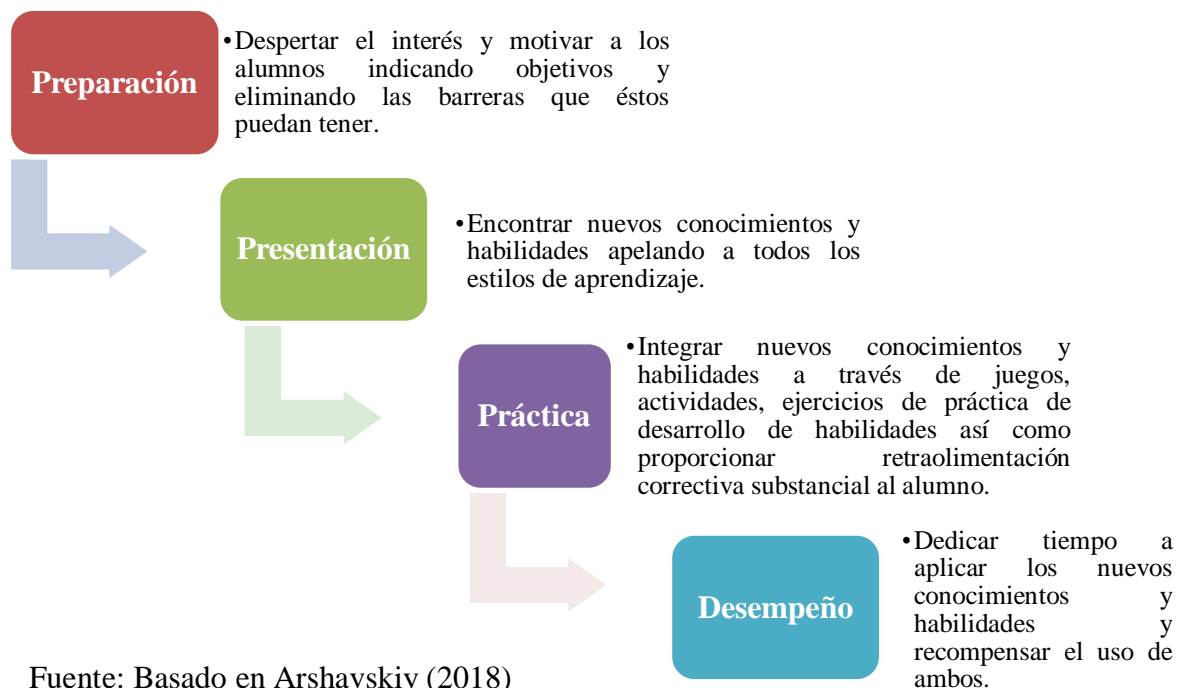 Preparación
•Despertar el interés y motivar a los
alumnos indicando objetivos y
eliminando las barreras que éstos
puedan tener.
Presentación
•Encontrar nuevos conocimientos y
habilidades apelando a todos los
estilos de aprendizaje.
Práctica
•Integrar nuevos conocimientos y
habilidades a través de juegos,
actividades, ejercicios de práctica de
desarrollo de habilidades así como
proporcionar retraolimentación
correctiva substancial al alumno.
Desempeño
•Dedicar tiempo a
aplicar los nuevos
conocimientos y
habilidades y
recompensar el uso de
ambos.
Fuente: Basado en Arshavskiy (2018)